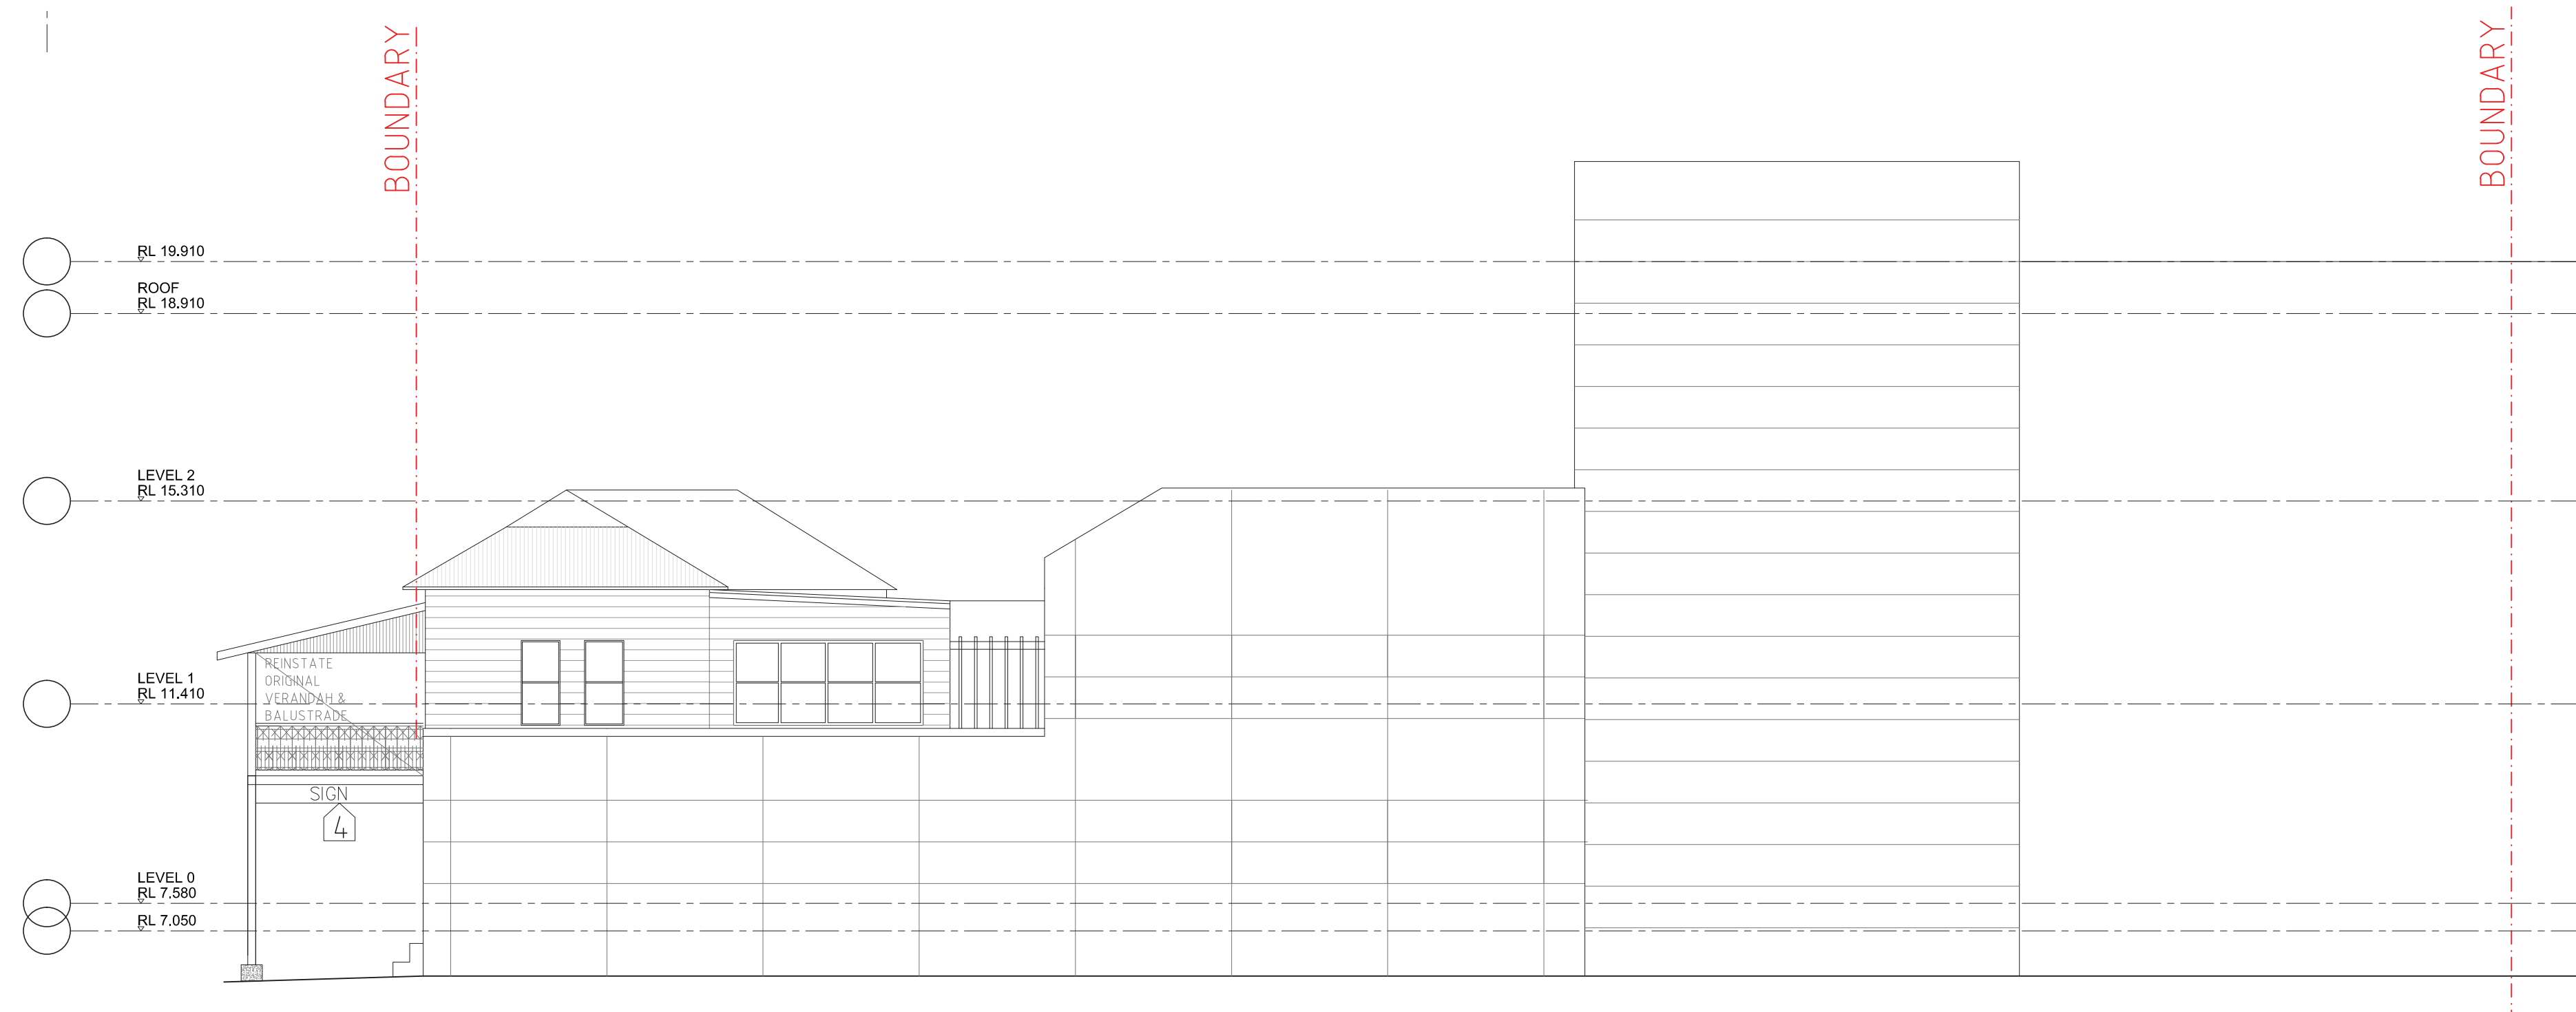 BOUNDARY
BOUNDARY
RL 19.910
ROOF
RL 18.910
LEVEL 2
RL 15.310
REINSTATE
ORIGINAL
VERANDAH &
BALUSTRADE
LEVEL 1
RL 11.410
SIGN
4
LEVEL 0
RL 7.580
RL 7.050